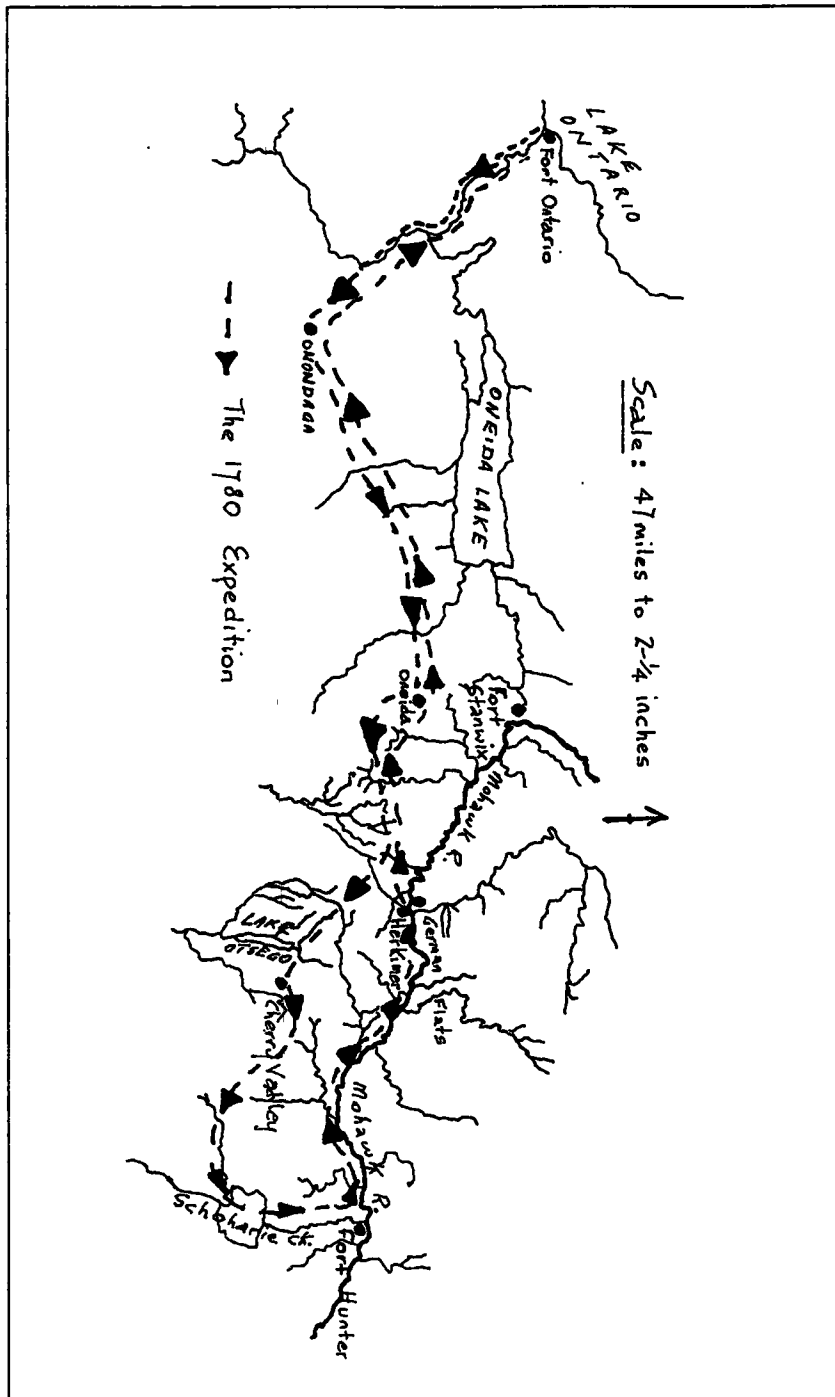 LAKE
ONTARIO
Fort Ontario
Scale: 47 miles to 2-1/4 inches
ONEIDA LAKE
ONONDAGA
Oneida
Fort
Stanwix
Mohawk R.
German
Flats
Herkimer
LAKE
OTSEGO
Cherry Valley
Mohawk R.
Schoharie Ck.
Fort Hunter
The 1780 Expedition